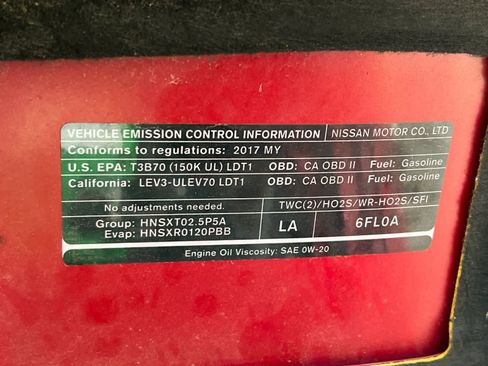 VEHICLE EMISSION CONTROL INFORMATION NISSAN MOTOR CO., LTD
Conforms to regulations: 2017 MY
U.S. EPA: T3B70 (150K UL) LDT1 OBD: CA OBD II Fuel: Gasoline
California: LEV3-ULEV70 LDT1 OBD: CA OBD II Fuel: Gasoline
No adjustments needed. TWC(2)/HO2S/WR-HO2S/SFI
Group: HNSXT02.5P5A
Evap: HNSXR0120PBB
LA 6FL0A
Engine Oil Viscosity: SAE 0W-20